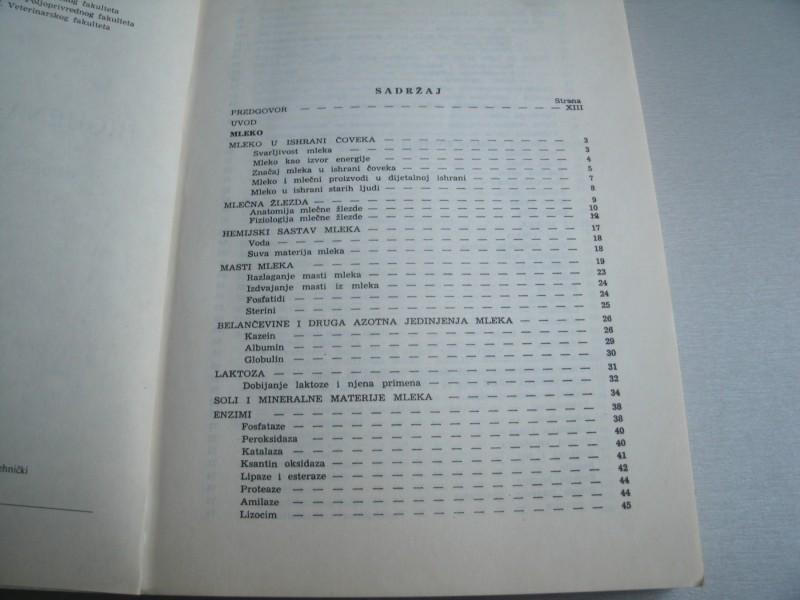 fakulteta
Poljoprivrednog fakulteta
Veterinarskog fakulteta
SADRŽAJ
Strana
PREDGOVOR — — — — — — — — — — — — — XIII
UVOD
MLEKO
MLEKO U ISHRANI ČOVEKA — — — — — — — — — — 3
Svarljivost mleka — — — — — — — — — — — 3
Mleko kao izvor energije — — — — — — — — — — 4
Značaj mleka u ishrani čoveka — — — — — — — — — 5
Mleko i mlečni proizvodi u dijetalnoj ishrani — — — — — — 7
Mleko u ishrani starih ljudi — — — — — — — — — — 8
MLEČNA ŽLEZDA — — — — — — — — — — — — 9
Anatomija mlečne žlezde — — — — — — — — — — 10
Fiziologija mlečne žlezde — — — — — — — — — — 12
HEMIJSKI SASTAV MLEKA — — — — — — — — — — 17
Voda — — — — — — — — — — — — — — 18
Suva materija mleka — — — — — — — — — — — 18
MASTI MLEKA — — — — — — — — — — — — — 19
Razlaganje masti mleka — — — — — — — — — — 23
Izdvajanje masti iz mleka — — — — — — — — — — 24
Fosfatidi — — — — — — — — — — — — — 24
Sterini — — — — — — — — — — — — — — 25
BELANČEVINE I DRUGA AZOTNA JEDINJENJA MLEKA — — — — 26
Kazein — — — — — — — — — — — — — — 26
Albumin — — — — — — — — — — — — — 29
Globulin — — — — — — — — — — — — — 30
LAKTOZA — — — — — — — — — — — — — — 31
Dobijanje laktoze i njena primena — — — — — — — — 32
SOLI I MINERALNE MATERIJE MLEKA — — — — — — — 34
ENZIMI — — — — — — — — — — — — — — 38
Fosfataze — — — — — — — — — — — — — 38
Peroksidaza — — — — — — — — — — — — 40
Katalaza — — — — — — — — — — — — — 40
Ksantin oksidaza — — — — — — — — — — — 41
Lipaze i esteraze — — — — — — — — — — — 42
Proteaze — — — — — — — — — — — — — 44
Amilaze — — — — — — — — — — — — — 44
Lizocim — — — — — — — — — — — — — 45